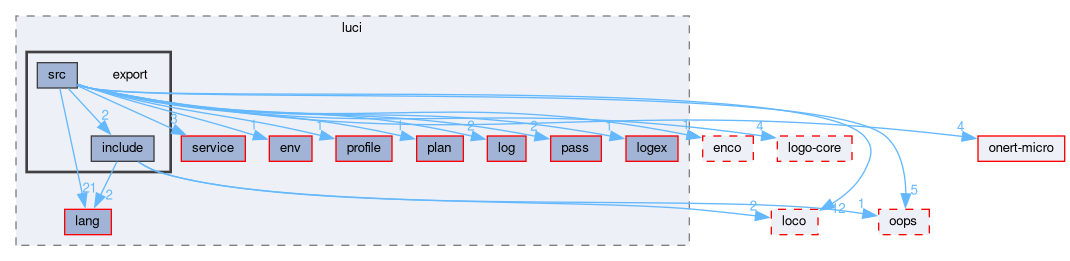 luci
src
export
2
include
8
service
1
env
1
profile
1
plan
2
log
2
pass
1
logex
1
enco
4
logo-core
4
onert-micro
21
2
lang
2
loco
12
1
5
oops